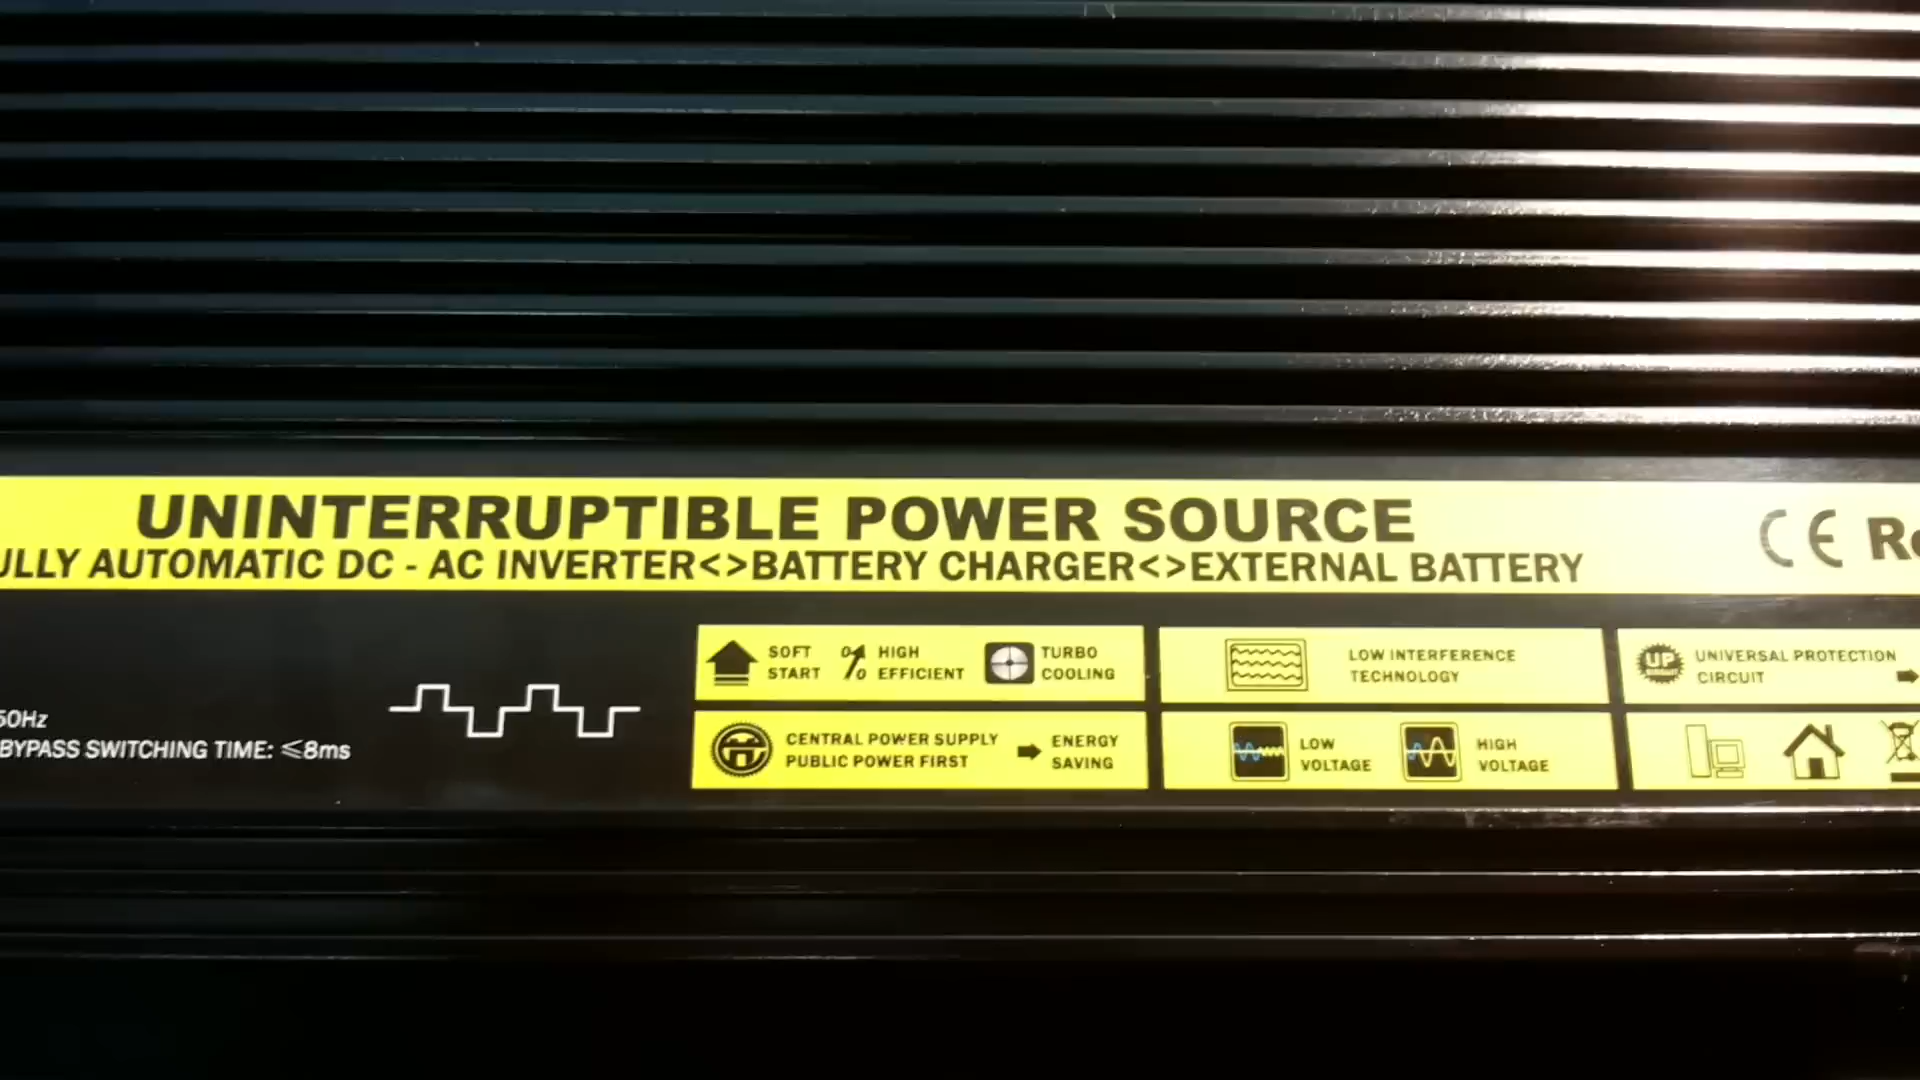 UNINTERRUPTIBLE POWER SOURCE
ULLY AUTOMATIC DC - AC INVERTER<>BATTERY CHARGER<>EXTERNAL BATTERY
CE Ro
50Hz
BYPASS SWITCHING TIME: ≤8ms
SOFT
START
HIGH
EFFICIENT
TURBO
COOLING
CENTRAL POWER SUPPLY
PUBLIC POWER FIRST
ENERGY
SAVING
LOW INTERFERENCE
TECHNOLOGY
LOW
VOLTAGE
HIGH
VOLTAGE
UP
UNIVERSAL PROTECTION
CIRCUIT